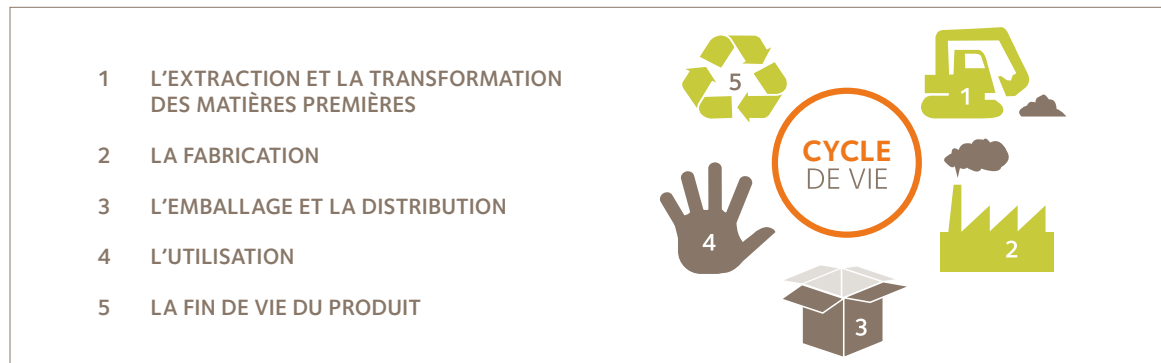 1 L'EXTRACTION ET LA TRANSFORMATION
DES MATIÈRES PREMIÈRES
2 LA FABRICATION
3 L'EMBALLAGE ET LA DISTRIBUTION
4 L'UTILISATION
5 LA FIN DE VIE DU PRODUIT
5
1
CYCLE
DE VIE
4
2
3